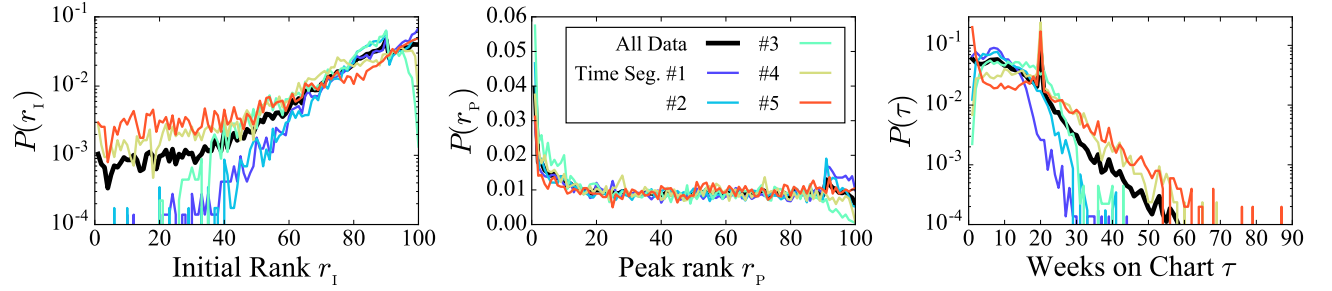 P(r_I)
10^-1
10^-2
10^-3
10^-4
0 20 40 60 80 100
Initial Rank r_I
P(r_P)
0.06
0.05
0.04
0.03
0.02
0.01
0.00
All Data #3
Time Seg. #1 #4
#2 #5
0 20 40 60 80 100
Peak rank r_P
P(τ)
10^-1
10^-2
10^-3
10^-4
0 10 20 30 40 50 60 70 80 90
Weeks on Chart τ